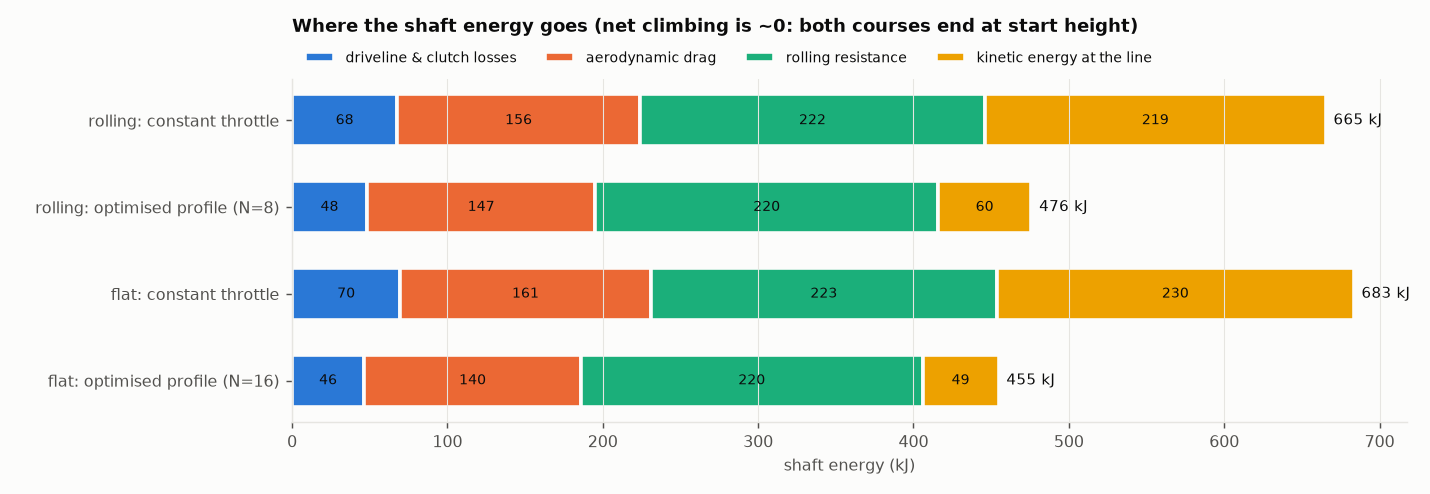 Where the shaft energy goes (net climbing is ~0: both courses end at start height)
driveline & clutch losses aerodynamic drag rolling resistance kinetic energy at the line
rolling: constant throttle 68 156 222 219 665 kJ
rolling: optimised profile (N=8) 48 147 220 60 476 kJ
flat: constant throttle 70 161 223 230 683 kJ
flat: optimised profile (N=16) 46 140 220 49 455 kJ
0 100 200 300 400 500 600 700
shaft energy (kJ)